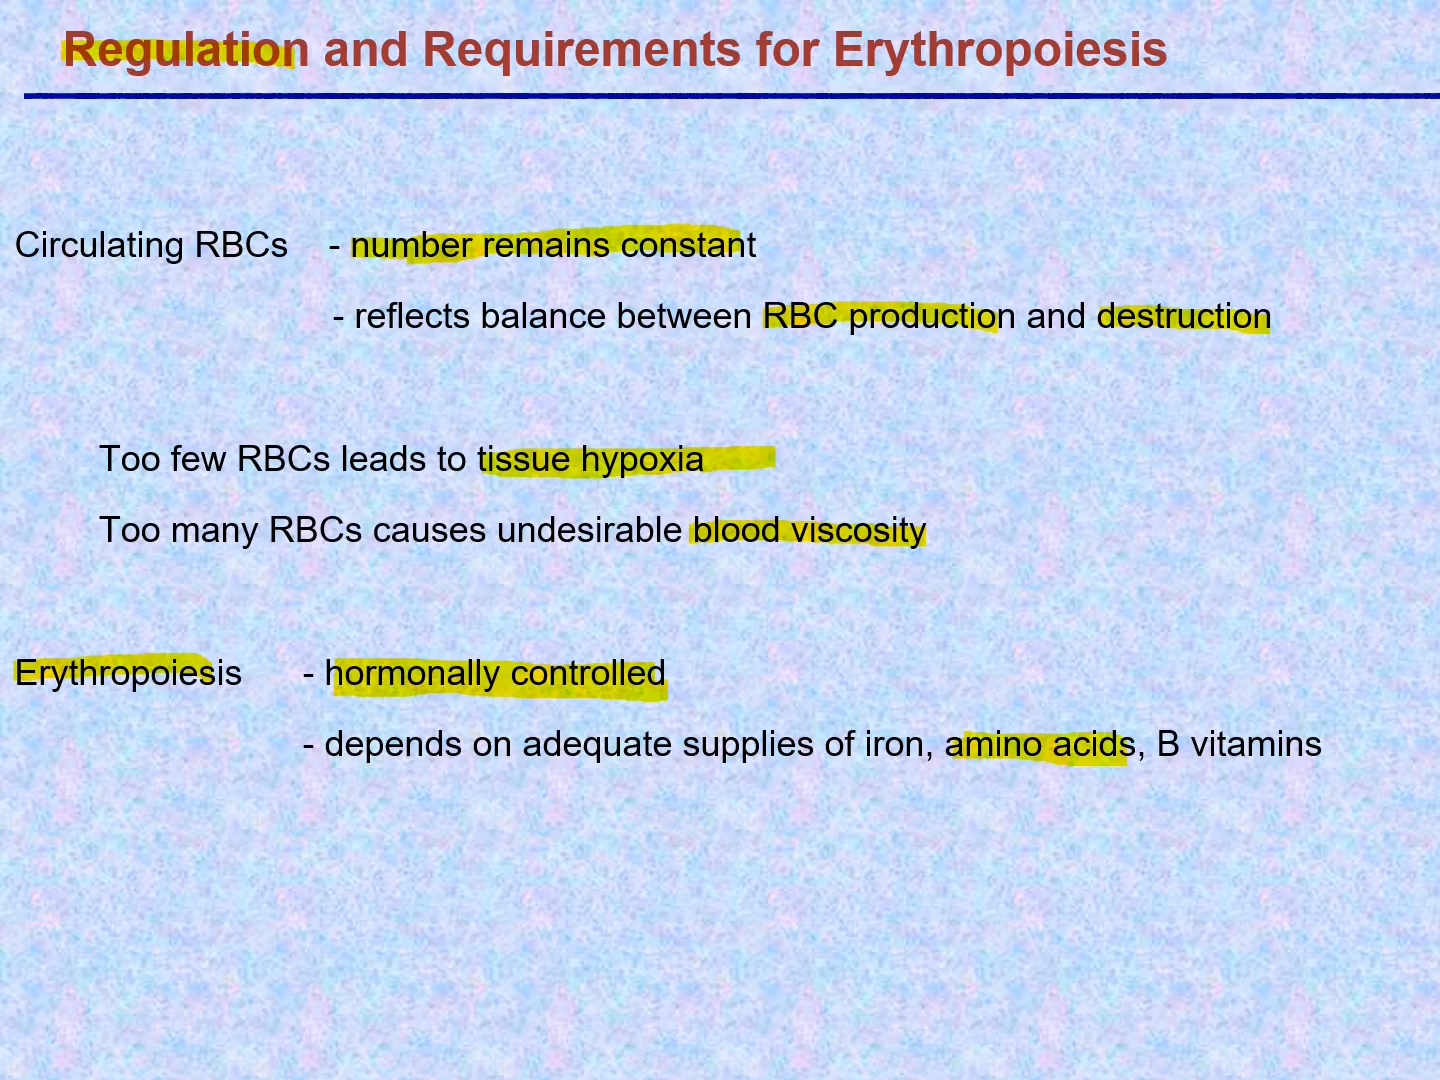 Regulation and Requirements for Erythropoiesis
Circulating RBCs - number remains constant
- reflects balance between RBC production and destruction
Too few RBCs leads to tissue hypoxia
Too many RBCs causes undesirable blood viscosity
Erythropoiesis - hormonally controlled
- depends on adequate supplies of iron, amino acids, B vitamins